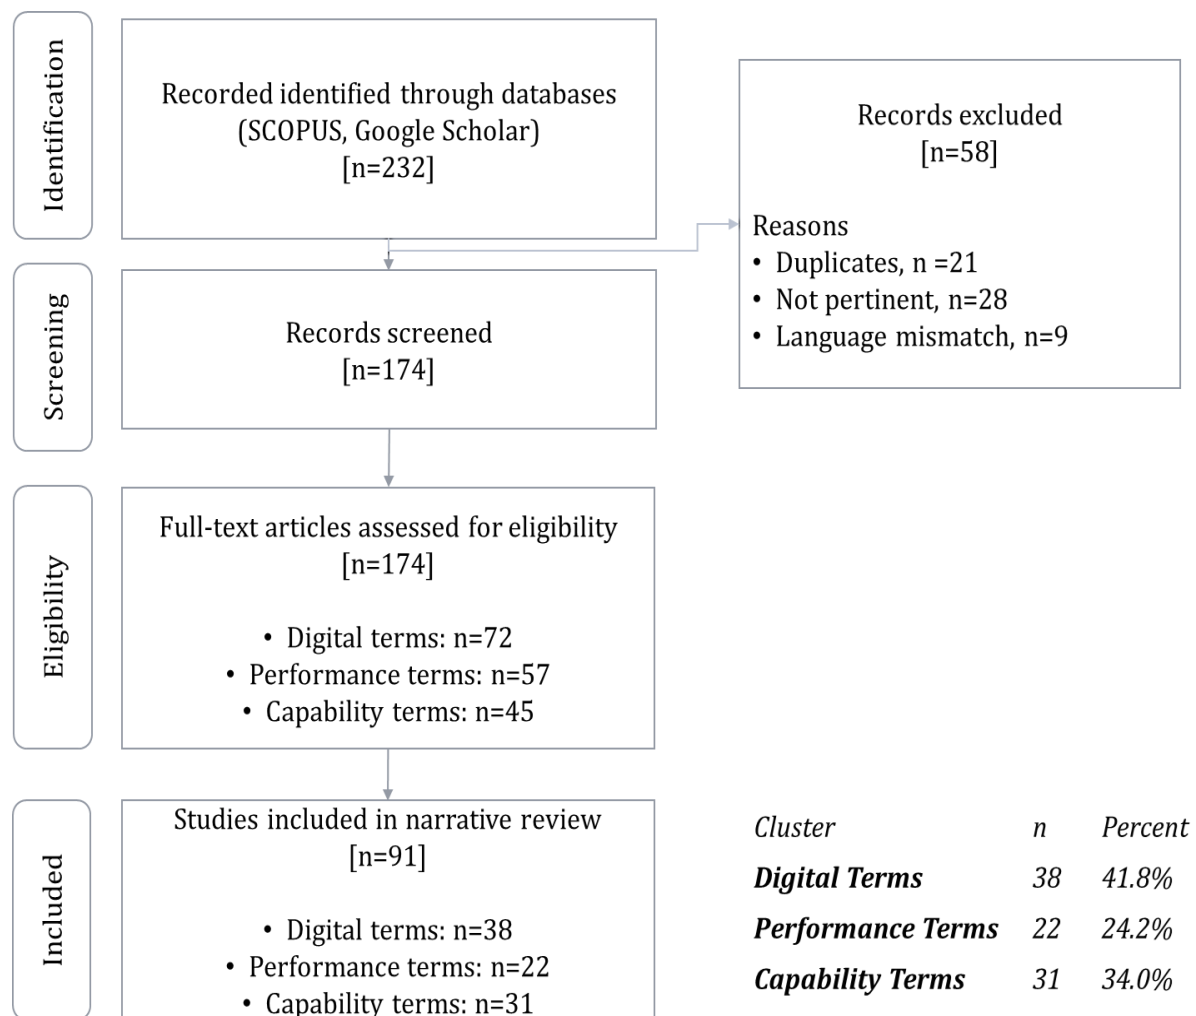 Identification
Recorded identified through databases
(SCOPUS, Google Scholar)
[n=232]
Records excluded
[n=58]
Reasons
• Duplicates, n =21
• Not pertinent, n=28
• Language mismatch, n=9
Screening
Records screened
[n=174]
Eligibility
Full-text articles assessed for eligibility
[n=174]
• Digital terms: n=72
• Performance terms: n=57
• Capability terms: n=45
Included
Studies included in narrative review
[n=91]
• Digital terms: n=38
• Performance terms: n=22
• Capability terms: n=31
Cluster n Percent
Digital Terms 38 41.8%
Performance Terms 22 24.2%
Capability Terms 31 34.0%